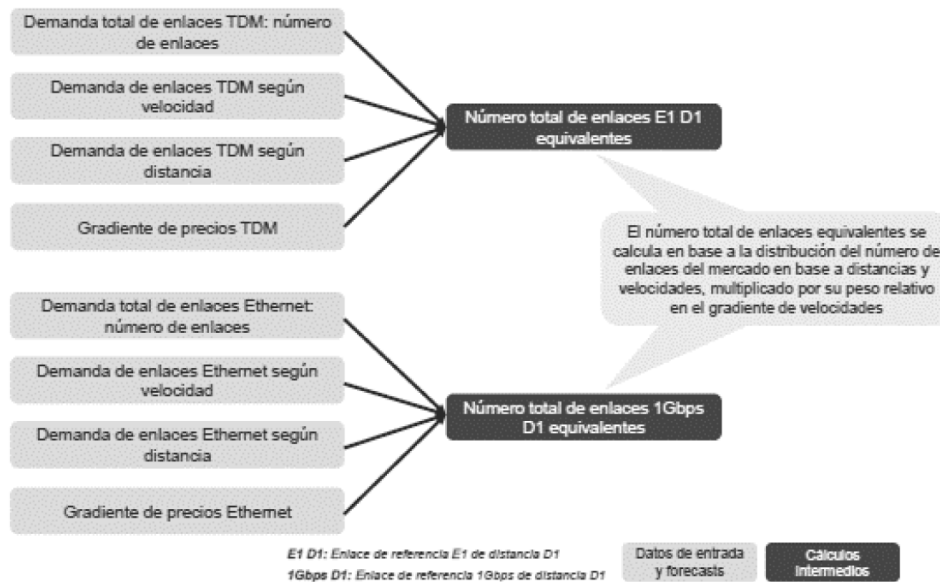 Demanda total de enlaces TDM: número
de enlaces
Demanda de enlaces TDM según
velocidad
Demanda de enlaces TDM según
distancia
Gradiente de precios TDM
Número total de enlaces E1 D1
equivalentes
El número total de enlaces equivalentes se
calcula en base a la distribución del número de
enlaces del mercado en base a distancias y
velocidades, multiplicado por su peso relativo
en el gradiente de velocidades
Demanda total de enlaces Ethernet:
número de enlaces
Demanda de enlaces Ethernet según
velocidad
Demanda de enlaces Ethernet según
distancia
Gradiente de precios Ethernet
Número total de enlaces 1Gbps
D1 equivalentes
E1 D1: Enlace de referencia E1 de distancia D1
1Gbps D1: Enlace de referencia 1Gbps de distancia D1
Datos de entrada
y forecasts
Cálculos
Intermedios